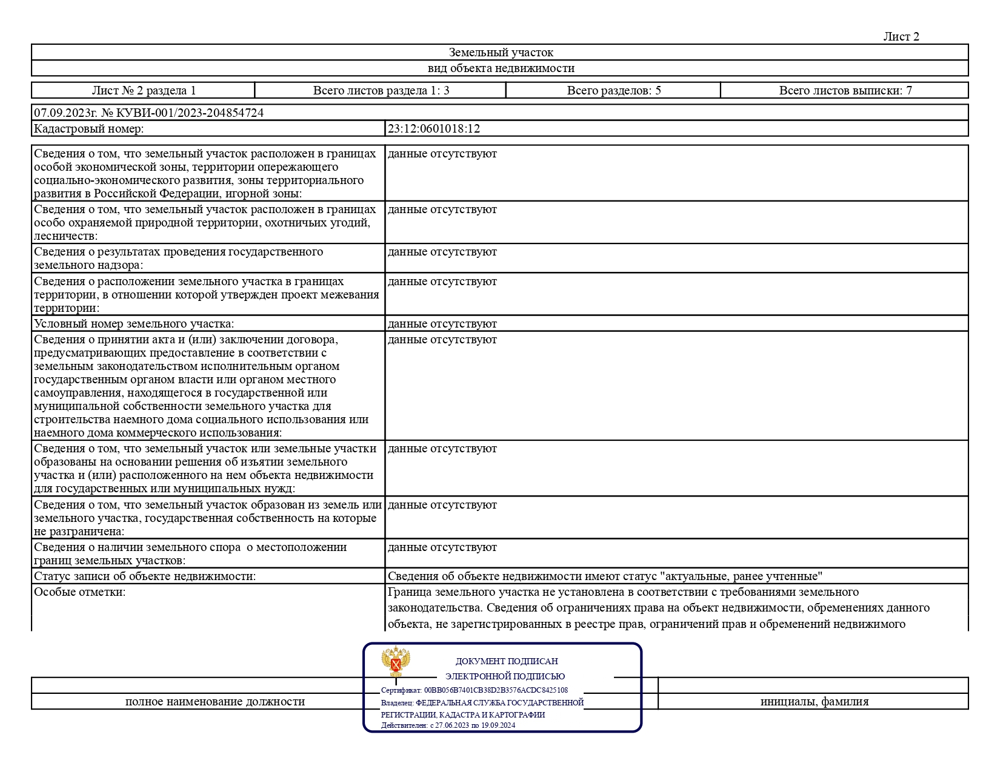 Лист 2
Земельный участок
вид объекта недвижимости
Лист № 2 раздела 1
Всего листов раздела 1: 3
Всего разделов: 5
Всего листов выписки: 7
07.09.2023г. № КУВИ-001/2023-204854724
Кадастровый номер:
23:12:0601018:12
Сведения о том, что земельный участок расположен в границах
особой экономической зоны, территории опережающего
социально-экономического развития, зоны территориального
развития в Российской Федерации, игорной зоны:
данные отсутствуют
Сведения о том, что земельный участок расположен в границах
особо охраняемой природной территории, охотничьих угодий,
лесничеств:
данные отсутствуют
Сведения о результатах проведения государственного
земельного надзора:
данные отсутствуют
Сведения о расположении земельного участка в границах
территории, в отношении которой утвержден проект межевания
территории:
данные отсутствуют
Условный номер земельного участка:
данные отсутствуют
Сведения о принятии акта и (или) заключении договора,
предусматривающих предоставление в соответствии с
земельным законодательством исполнительным органом
государственным органом власти или органом местного
самоуправления, находящегося в государственной или
муниципальной собственности земельного участка для
строительства наемного дома социального использования или
наемного дома коммерческого использования:
данные отсутствуют
Сведения о том, что земельный участок или земельные участки
образованы на основании решения об изъятии земельного
участка и (или) расположенного на нем объекта недвижимости
для государственных или муниципальных нужд:
данные отсутствуют
Сведения о том, что земельный участок образован из земель или
земельного участка, государственная собственность на которые
не разграничена:
данные отсутствуют
Сведения о наличии земельного спора  о местоположении
границ земельных участков:
данные отсутствуют
Статус записи об объекте недвижимости:
Сведения об объекте недвижимости имеют статус "актуальные, ранее учтенные"
Особые отметки:
Граница земельного участка не установлена в соответствии с требованиями земельного
законодательства. Сведения об ограничениях права на объект недвижимости, обременениях данного
объекта, не зарегистрированных в реестре прав, ограничений прав и обременений недвижимого
ДОКУМЕНТ ПОДПИСАН
ЭЛЕКТРОННОЙ ПОДПИСЬЮ
Сертификат: 00BB056B7401CB38D2B3576ACDC8425108
Владелец: ФЕДЕРАЛЬНАЯ СЛУЖБА ГОСУДАРСТВЕННОЙ
РЕГИСТРАЦИИ, КАДАСТРА И КАРТОГРАФИИ
Действителен: с 27.06.2023 по 19.09.2024
полное наименование должности
инициалы, фамилия